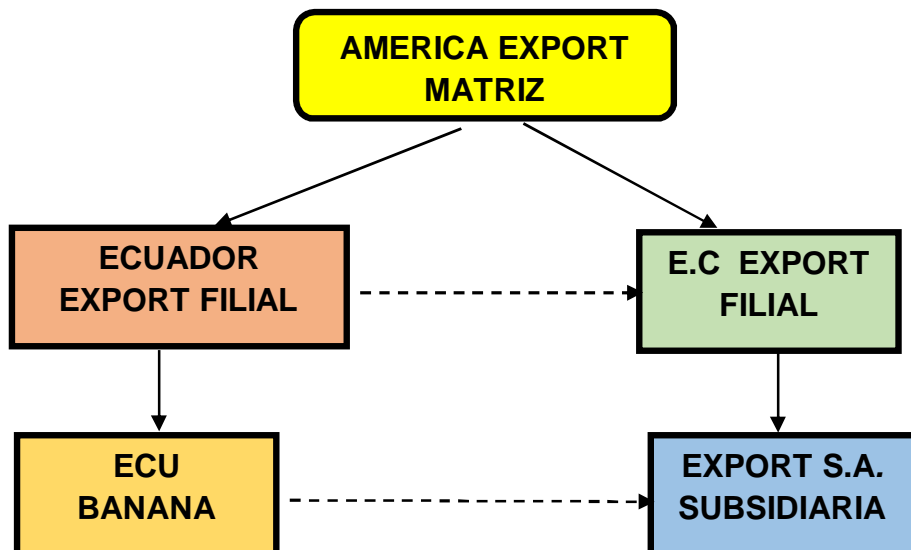 AMERICA EXPORT
MATRIZ
ECUADOR
EXPORT FILIAL
E.C EXPORT
FILIAL
ECU
BANANA
EXPORT S.A.
SUBSIDIARIA